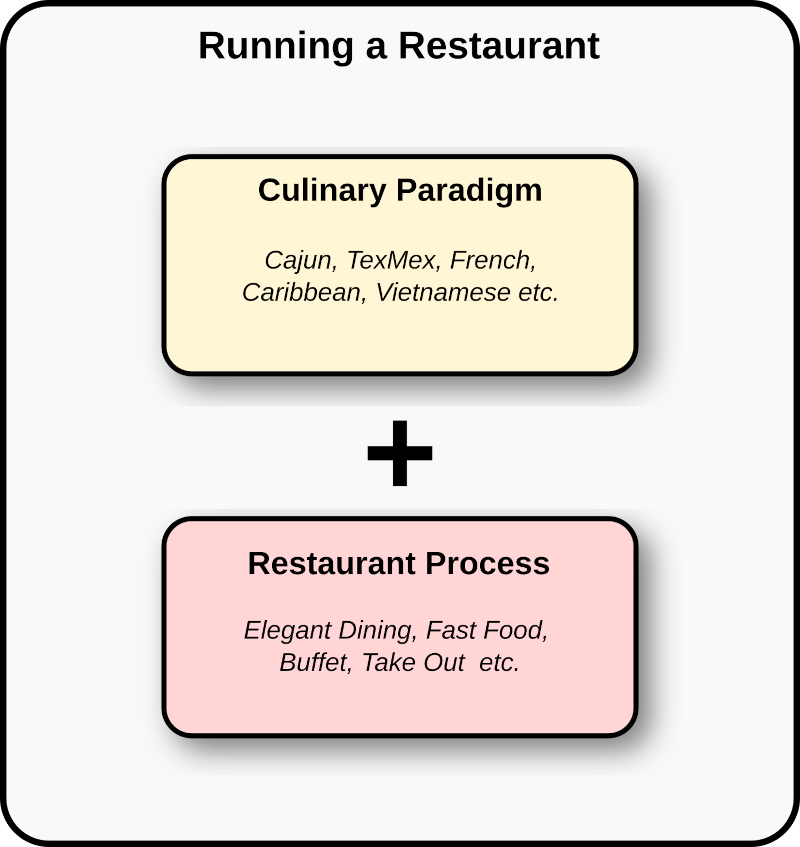 Running a Restaurant
Culinary Paradigm
Cajun, TexMex, French,
Caribbean, Vietnamese etc.
+
Restaurant Process
Elegant Dining, Fast Food,
Buffet, Take Out  etc.